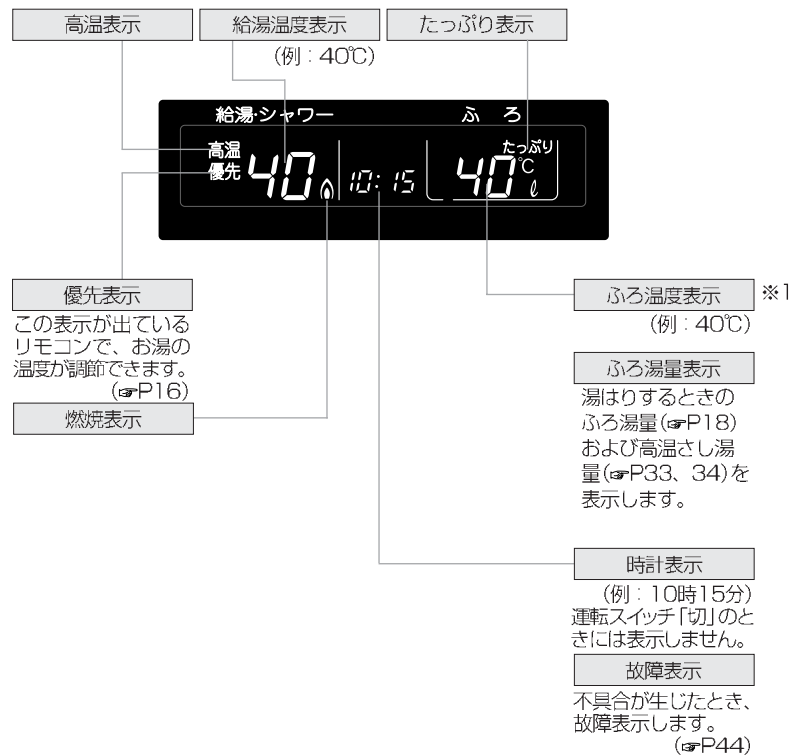 高温表示
給湯温度表示
たっぷり表示
(例：40℃)
給湯・シャワー
ふろ
高温
優先
40
10:15
たっぷり
40℃
ℓ
優先表示
この表示が出ている
リモコンで、お湯の
温度が調節できます。
(☞P16)
燃焼表示
ふろ温度表示 ※1
(例：40℃)
ふろ湯量表示
湯はりするときの
ふろ湯量(☞P18)
および高温さし湯
量(☞P33、34)を
表示します。
時計表示
(例：10時15分)
運転スイッチ「切」のと
きには表示しません。
故障表示
不具合が生じたとき、
故障表示します。
(☞P44)